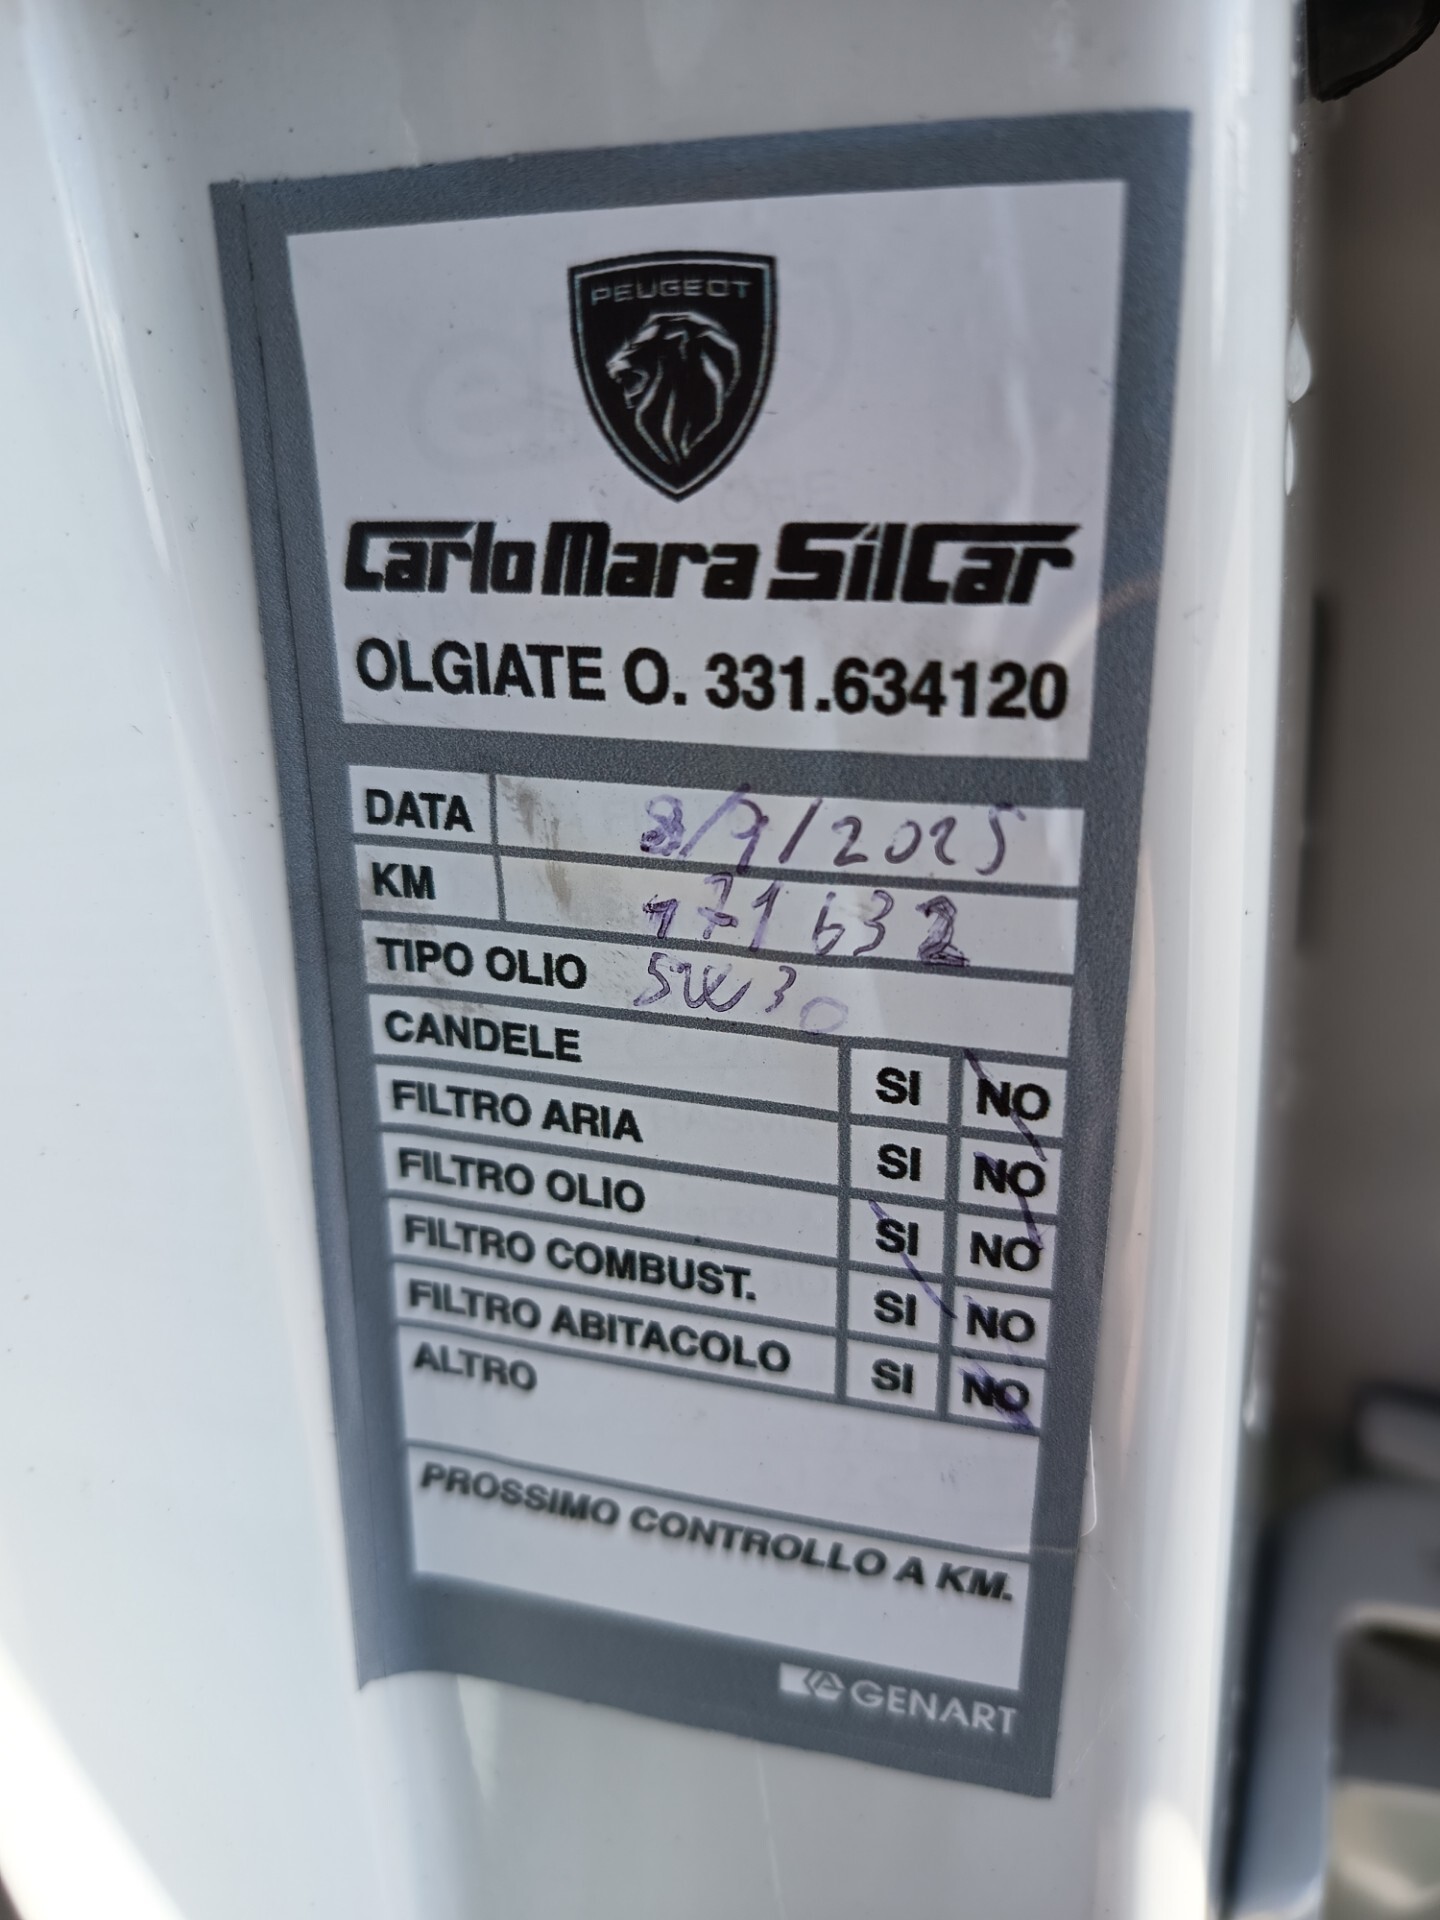 PEUGEOT
CarloMara SilCar
OLGIATE O. 331.634120
DATA 8/9/2025
KM 171632
TIPO OLIO 5W30
CANDELE SI NO
FILTRO ARIA SI NO
FILTRO OLIO SI NO
FILTRO COMBUST. SI NO
FILTRO ABITACOLO SI NO
ALTRO
PROSSIMO CONTROLLO A KM.
GENART